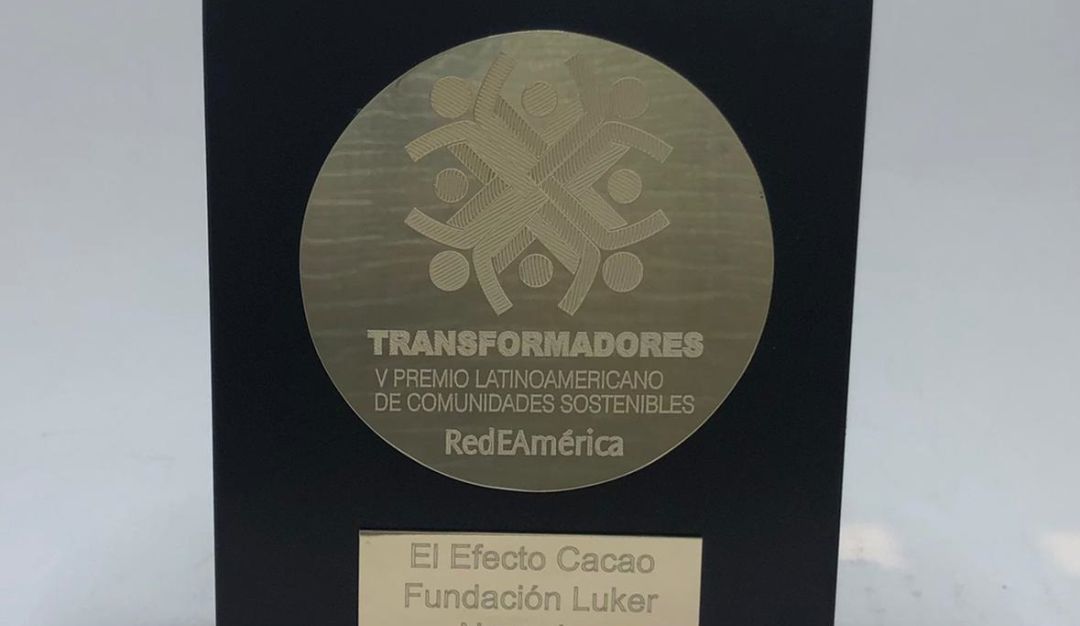 TRANSFORMADORES
V PREMIO LATINOAMERICANO
DE COMUNIDADES SOSTENIBLES
RedEAmérica
El Efecto Cacao
Fundación Luker